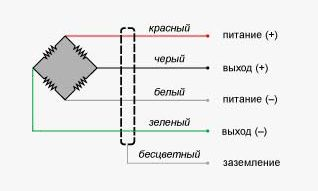 красный питание (+)
черый выход (+)
белый питание (–)
зеленый выход (–)
бесцветный заземление